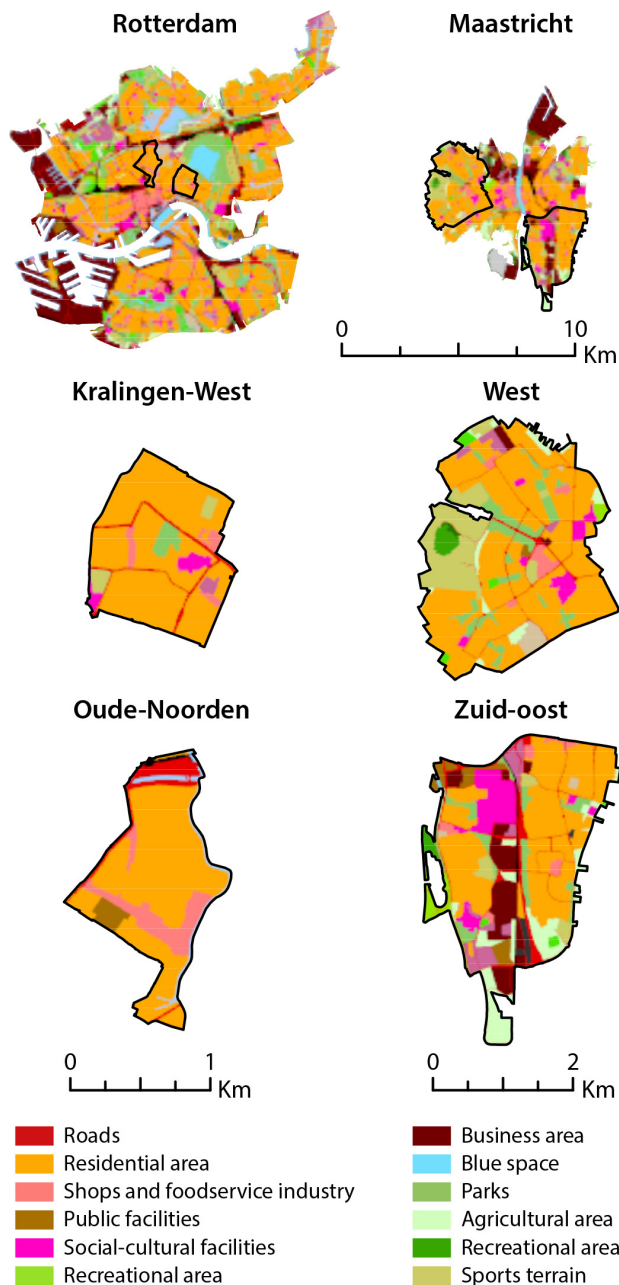 Rotterdam
Maastricht
0 10
Km
Kralingen-West
West
Oude-Noorden
Zuid-oost
0 1
Km
0 2
Km
Roads
Residential area
Shops and foodservice industry
Public facilities
Social-cultural facilities
Recreational area
Business area
Blue space
Parks
Agricultural area
Recreational area
Sports terrain